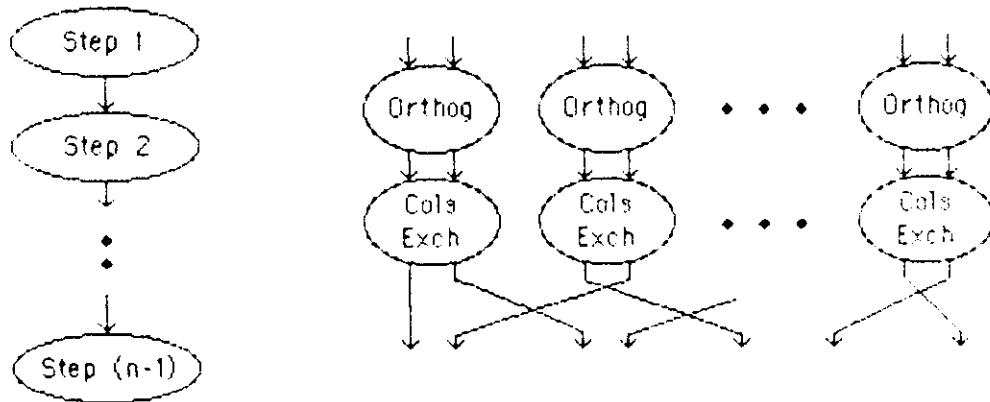 Step 1
Step 2
Step (n-1)
Orthog
Orthog
Orthog
Cols
Exch
Cols
Exch
Cols
Exch